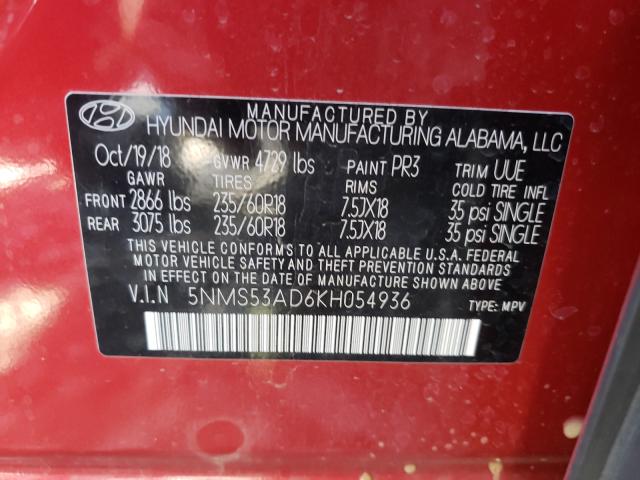 MANUFACTURED BY
HYUNDAI MOTOR MANUFACTURING ALABAMA, LLC
Oct/19/18 GVWR 4729 lbs PAINT PR3 TRIM UUE
GAWR TIRES RIMS COLD TIRE INFL
FRONT 2866 lbs 235/60R18 7.5JX18 35 psi SINGLE
REAR 3075 lbs 235/60R18 7.5JX18 35 psi SINGLE
THIS VEHICLE CONFORMS TO ALL APPLICABLE U.S.A. FEDERAL
MOTOR VEHICLE SAFETY AND THEFT PREVENTION STANDARDS
IN EFFECT ON THE DATE OF MANUFACTURE SHOWN ABOVE
V.I.N 5NMS53AD6KH054936 TYPE: MPV